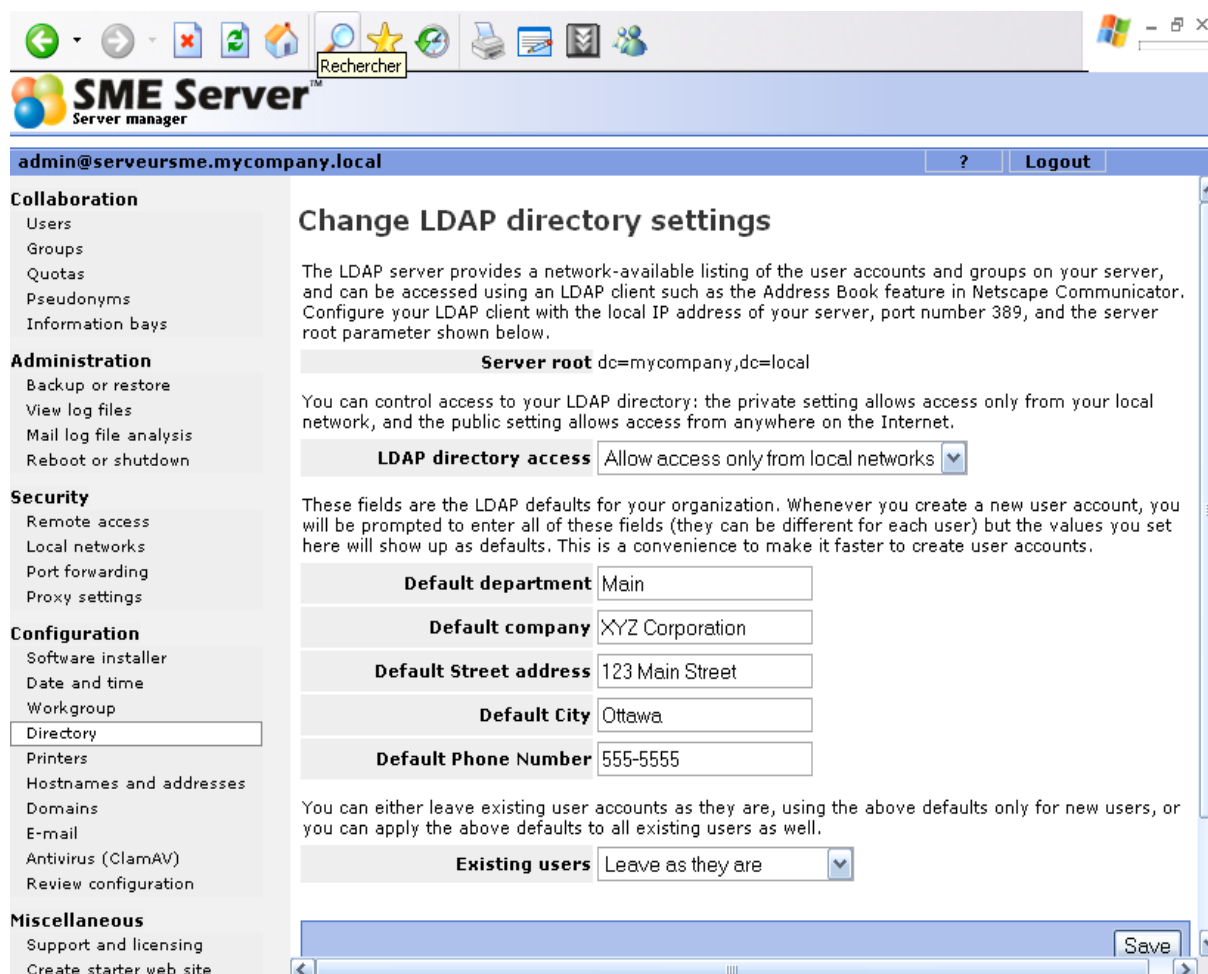 Rechercher
SME Server™
Server manager
admin@serveursme.mycompany.local ? Logout
Collaboration
Users
Groups
Quotas
Pseudonyms
Information bays
Administration
Backup or restore
View log files
Mail log file analysis
Reboot or shutdown
Security
Remote access
Local networks
Port forwarding
Proxy settings
Configuration
Software installer
Date and time
Workgroup
Directory
Printers
Hostnames and addresses
Domains
E-mail
Antivirus (ClamAV)
Review configuration
Miscellaneous
Support and licensing
Create starter web site
Change LDAP directory settings
The LDAP server provides a network-available listing of the user accounts and groups on your server,
and can be accessed using an LDAP client such as the Address Book feature in Netscape Communicator.
Configure your LDAP client with the local IP address of your server, port number 389, and the server
root parameter shown below.
Server root dc=mycompany,dc=local
You can control access to your LDAP directory: the private setting allows access only from your local
network, and the public setting allows access from anywhere on the Internet.
LDAP directory access Allow access only from local networks
These fields are the LDAP defaults for your organization. Whenever you create a new user account, you
will be prompted to enter all of these fields (they can be different for each user) but the values you set
here will show up as defaults. This is a convenience to make it faster to create user accounts.
Default department Main
Default company XYZ Corporation
Default Street address 123 Main Street
Default City Ottawa
Default Phone Number 555-5555
You can either leave existing user accounts as they are, using the above defaults only for new users, or
you can apply the above defaults to all existing users as well.
Existing users Leave as they are
Save